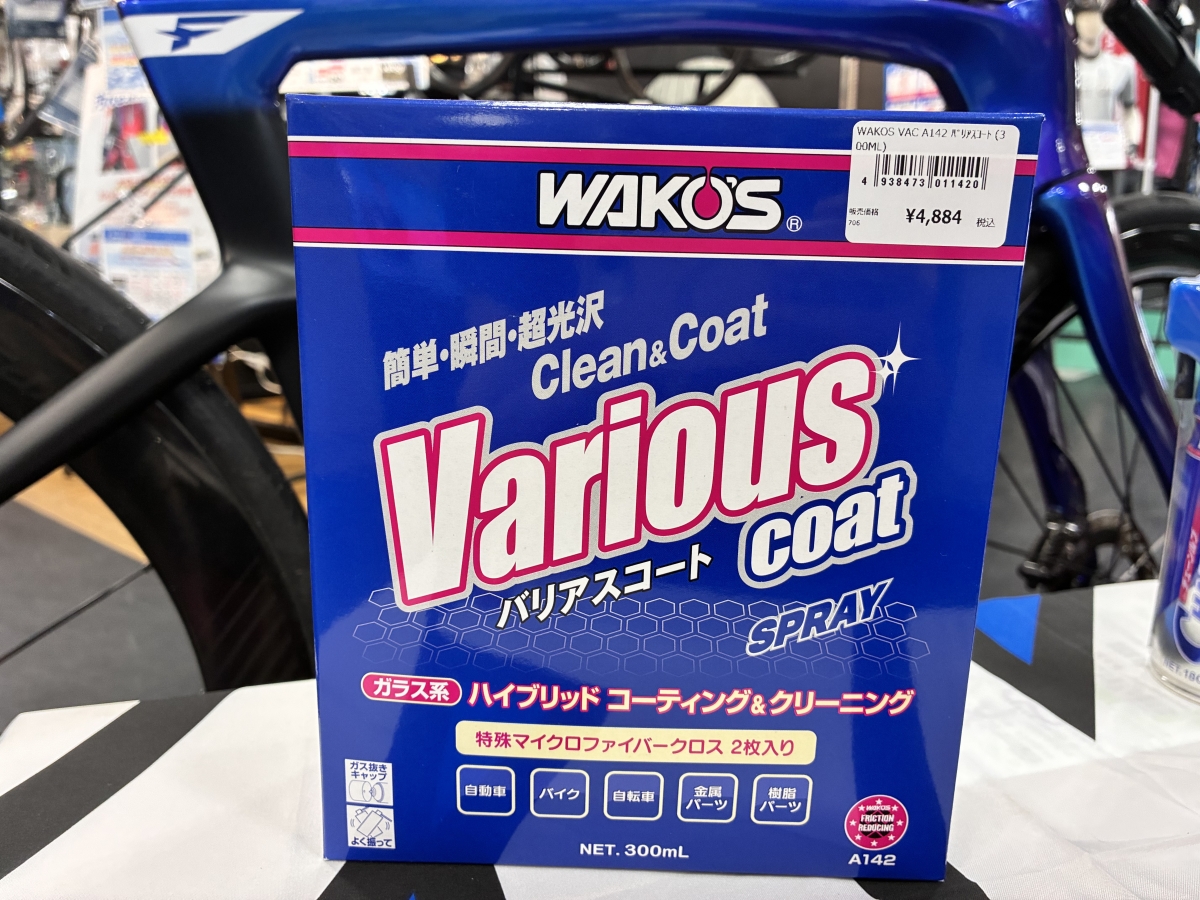 WAKOS VAC A142 ﾊﾞﾘｱｽｺｰﾄ (3
00ML)
4 938473 011420
販売価格
¥4,884 税込
WAKO'S®
簡単・瞬間・超光沢
Clean&Coat
Various
coat
バリアスコート
SPRAY
ガラス系 ハイブリッド コーティング&クリーニング
特殊マイクロファイバークロス 2枚入り
ガス抜き
キャップ
よく振って
自動車
バイク
自転車
金属
パーツ
樹脂
パーツ
WAKO'S
FRICTION
REDUCING
A142
NET. 300mL